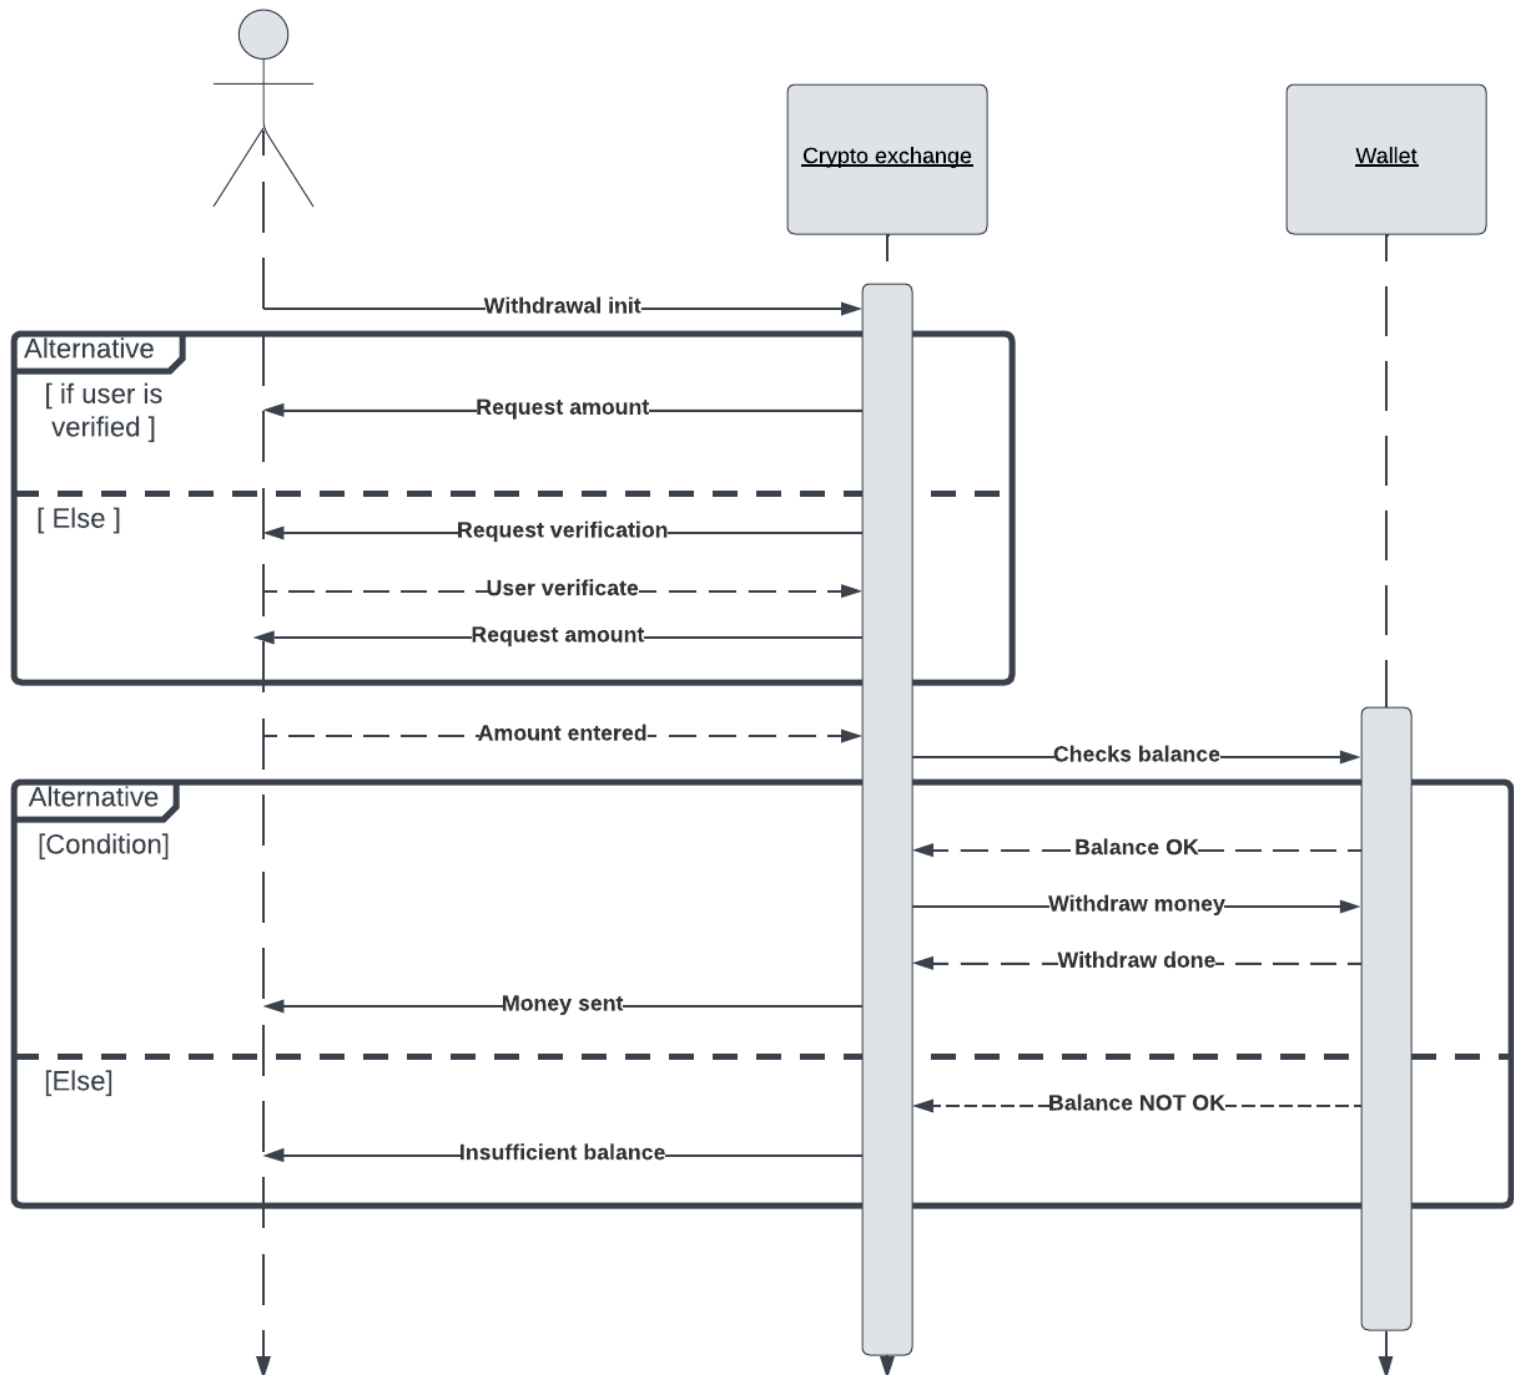 Crypto exchange
Wallet
Withdrawal init
Alternative
[ if user is
verified ]
Request amount
[ Else ]
Request verification
User verificate
Request amount
Amount entered
Checks balance
Alternative
[Condition]
Balance OK
Withdraw money
Withdraw done
Money sent
[Else]
Balance NOT OK
Insufficient balance